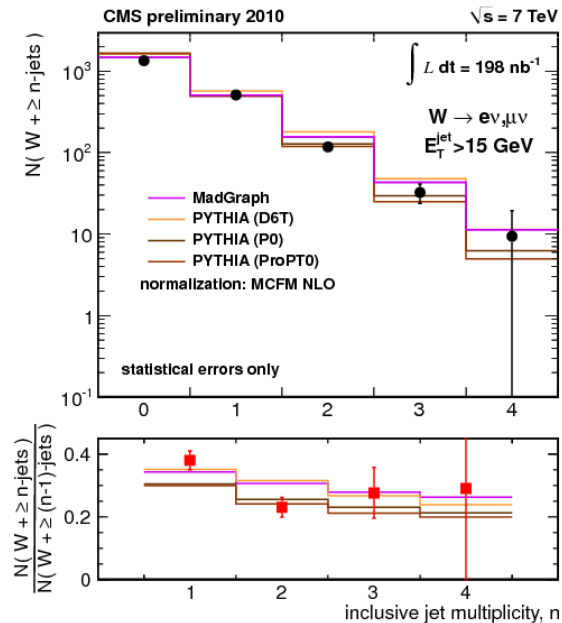 CMS preliminary 2010
√s = 7 TeV
N( W + ≥ n-jets)
10³
10²
10
1
10⁻¹
∫ L dt = 198 nb⁻¹
W → eν,μν
E_T^jet >15 GeV
MadGraph
PYTHIA (D6T)
PYTHIA (P0)
PYTHIA (ProPT0)
normalization: MCFM NLO
statistical errors only
0 1 2 3 4
N( W + ≥ n-jets)
N( W + ≥ (n-1)-jets)
0.4
0.2
0
1 2 3 4
inclusive jet multiplicity, n